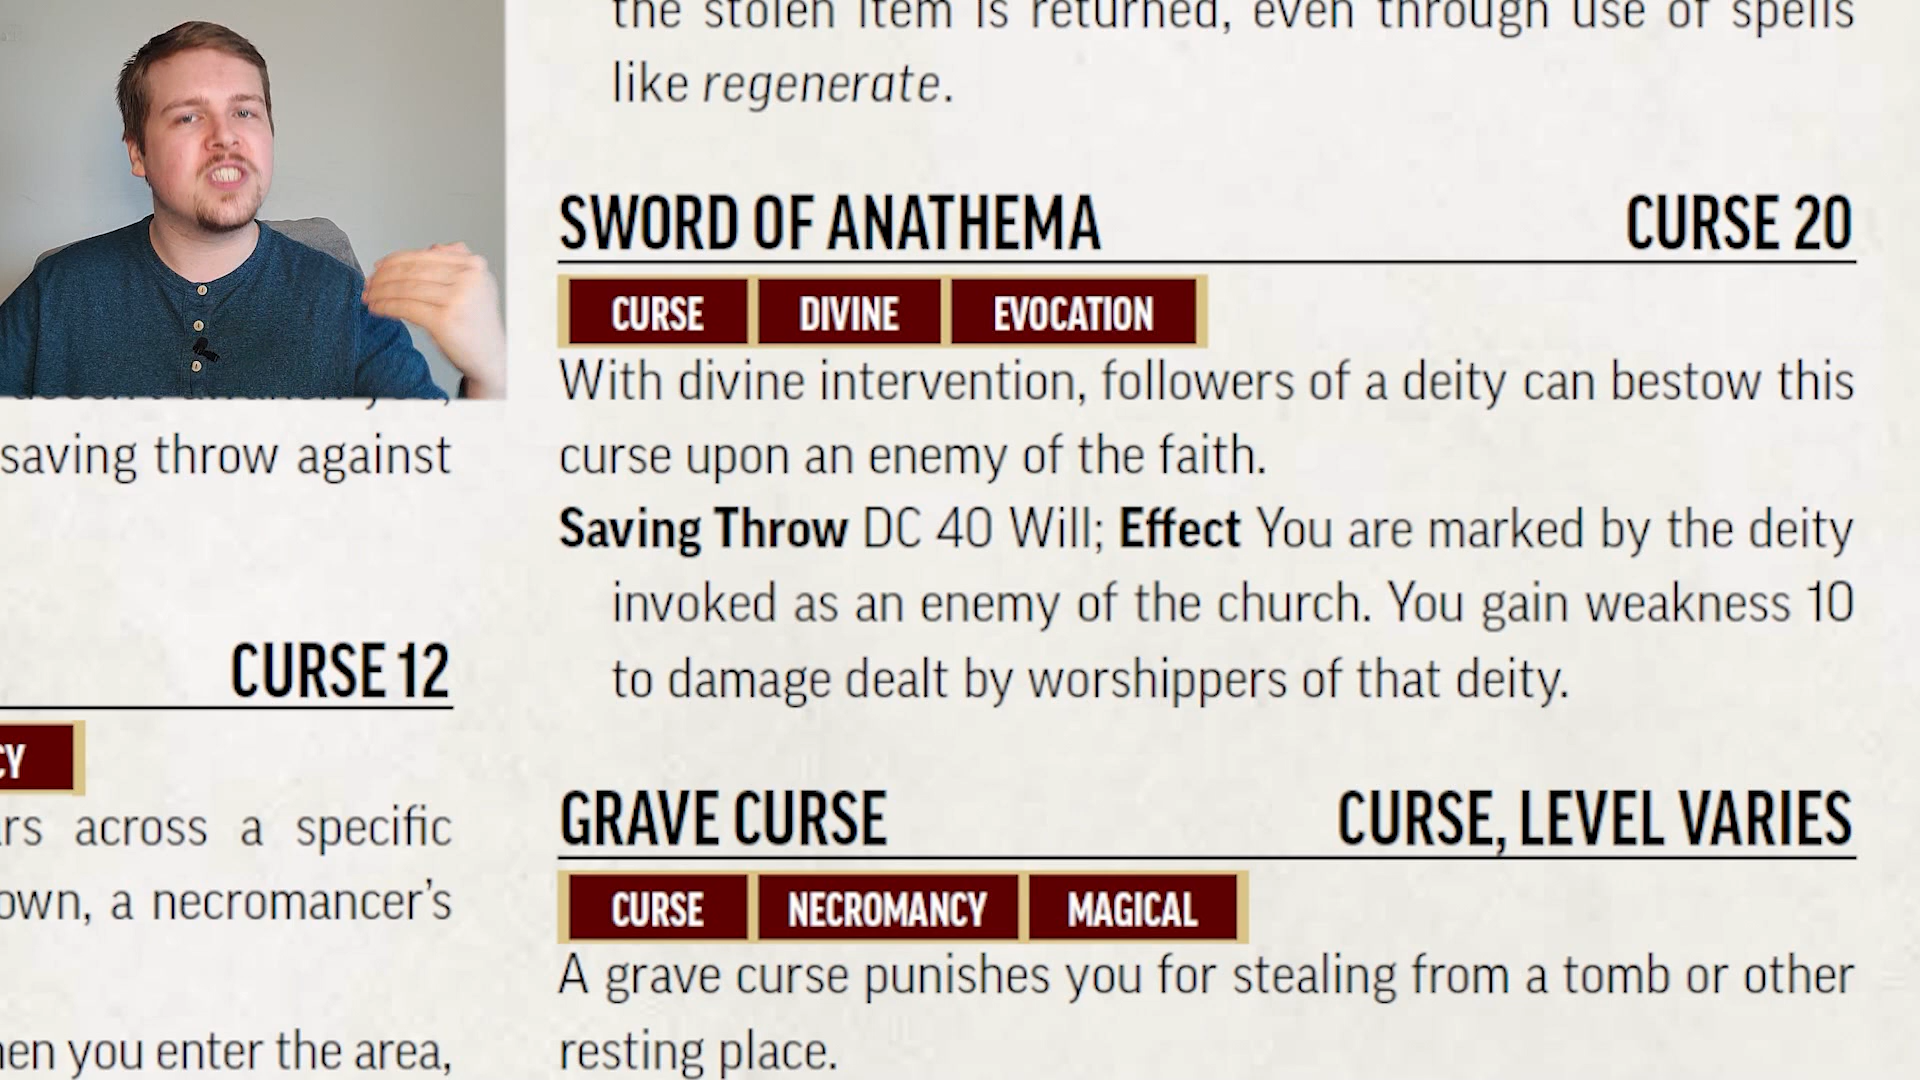 saving throw against
CURSE 12
CY
across a specific
own, a necromancer's
you enter the area,
the stolen item is returned, even through use of spells
like regenerate.
SWORD OF ANATHEMA CURSE 20
CURSE DIVINE EVOCATION
With divine intervention, followers of a deity can bestow this
curse upon an enemy of the faith.
Saving Throw DC 40 Will; Effect You are marked by the deity
invoked as an enemy of the church. You gain weakness 10
to damage dealt by worshippers of that deity.
GRAVE CURSE CURSE, LEVEL VARIES
CURSE NECROMANCY MAGICAL
A grave curse punishes you for stealing from a tomb or other
resting place.